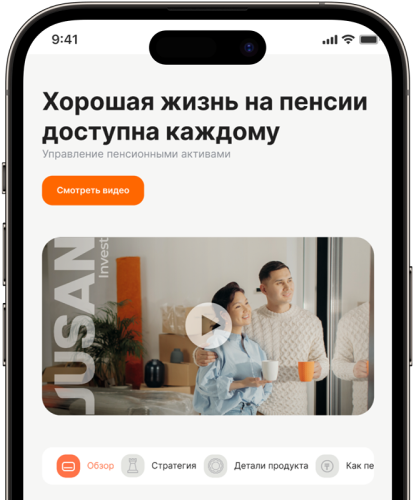 9:41
Хорошая жизнь на пенсии
доступна каждому
Управление пенсионными активами
Смотреть видео
JUSAN
Invest
Обзор
Стратегия
Детали продукта
Как пе